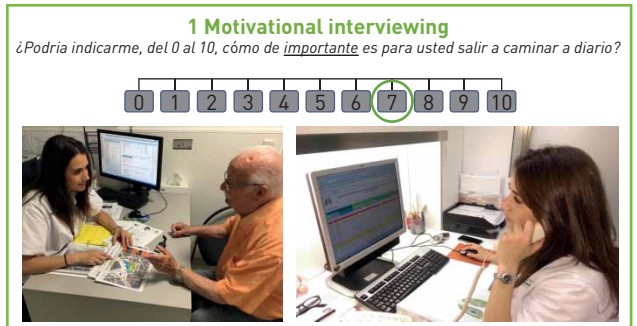 1 Motivational interviewing
¿Podria indicarme, del 0 al 10, cómo de importante es para usted salir a caminar a diario?
0 1 2 3 4 5 6 7 8 9 10